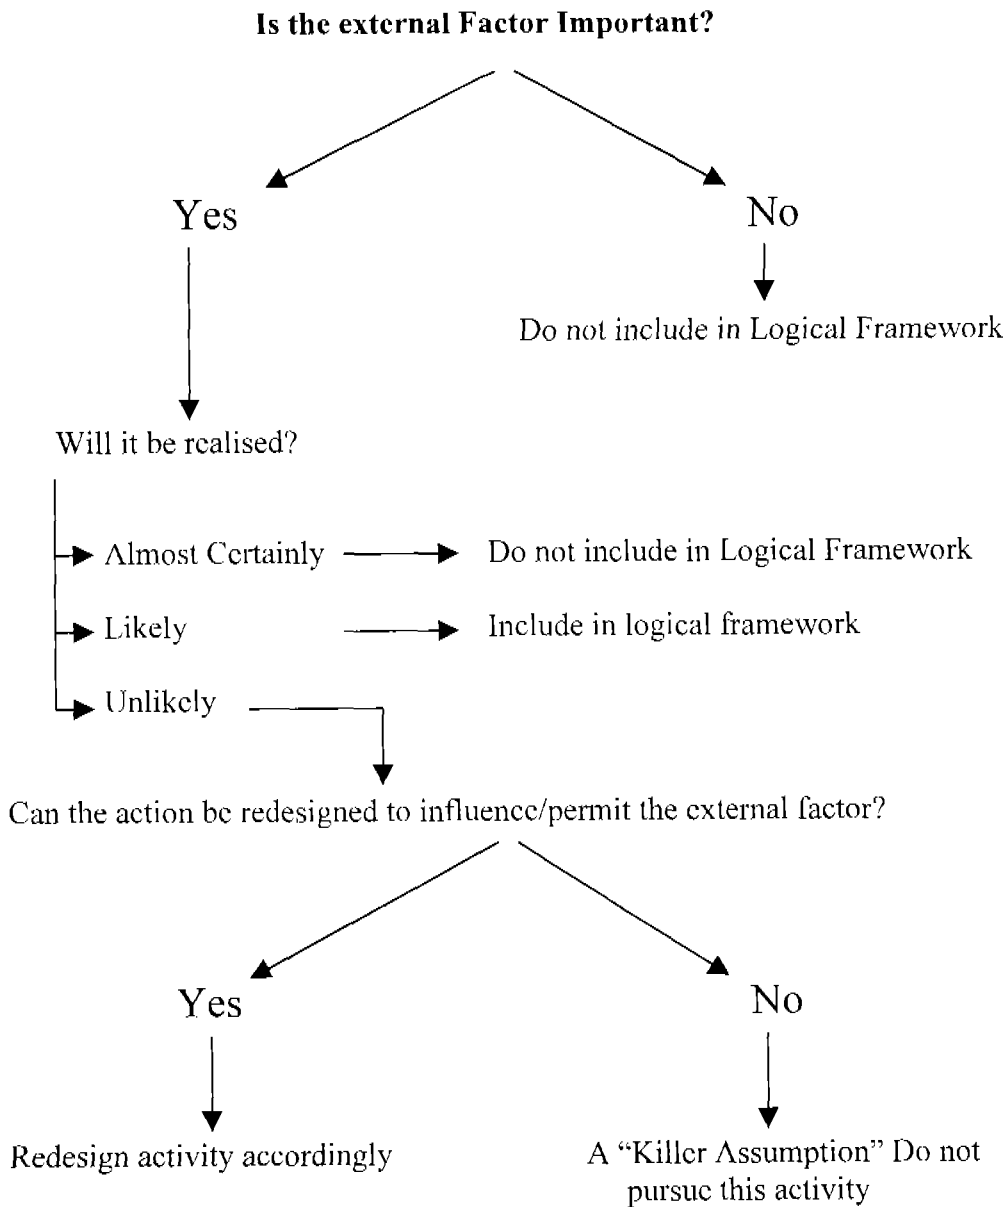 Is the external Factor Important?
Yes
No
Do not include in Logical Framework
Will it be realised?
Almost Certainly
Do not include in Logical Framework
Likely
Include in logical framework
Unlikely
Can the action be redesigned to influence/permit the external factor?
Yes
No
Redesign activity accordingly
A “Killer Assumption” Do not
pursue this activity